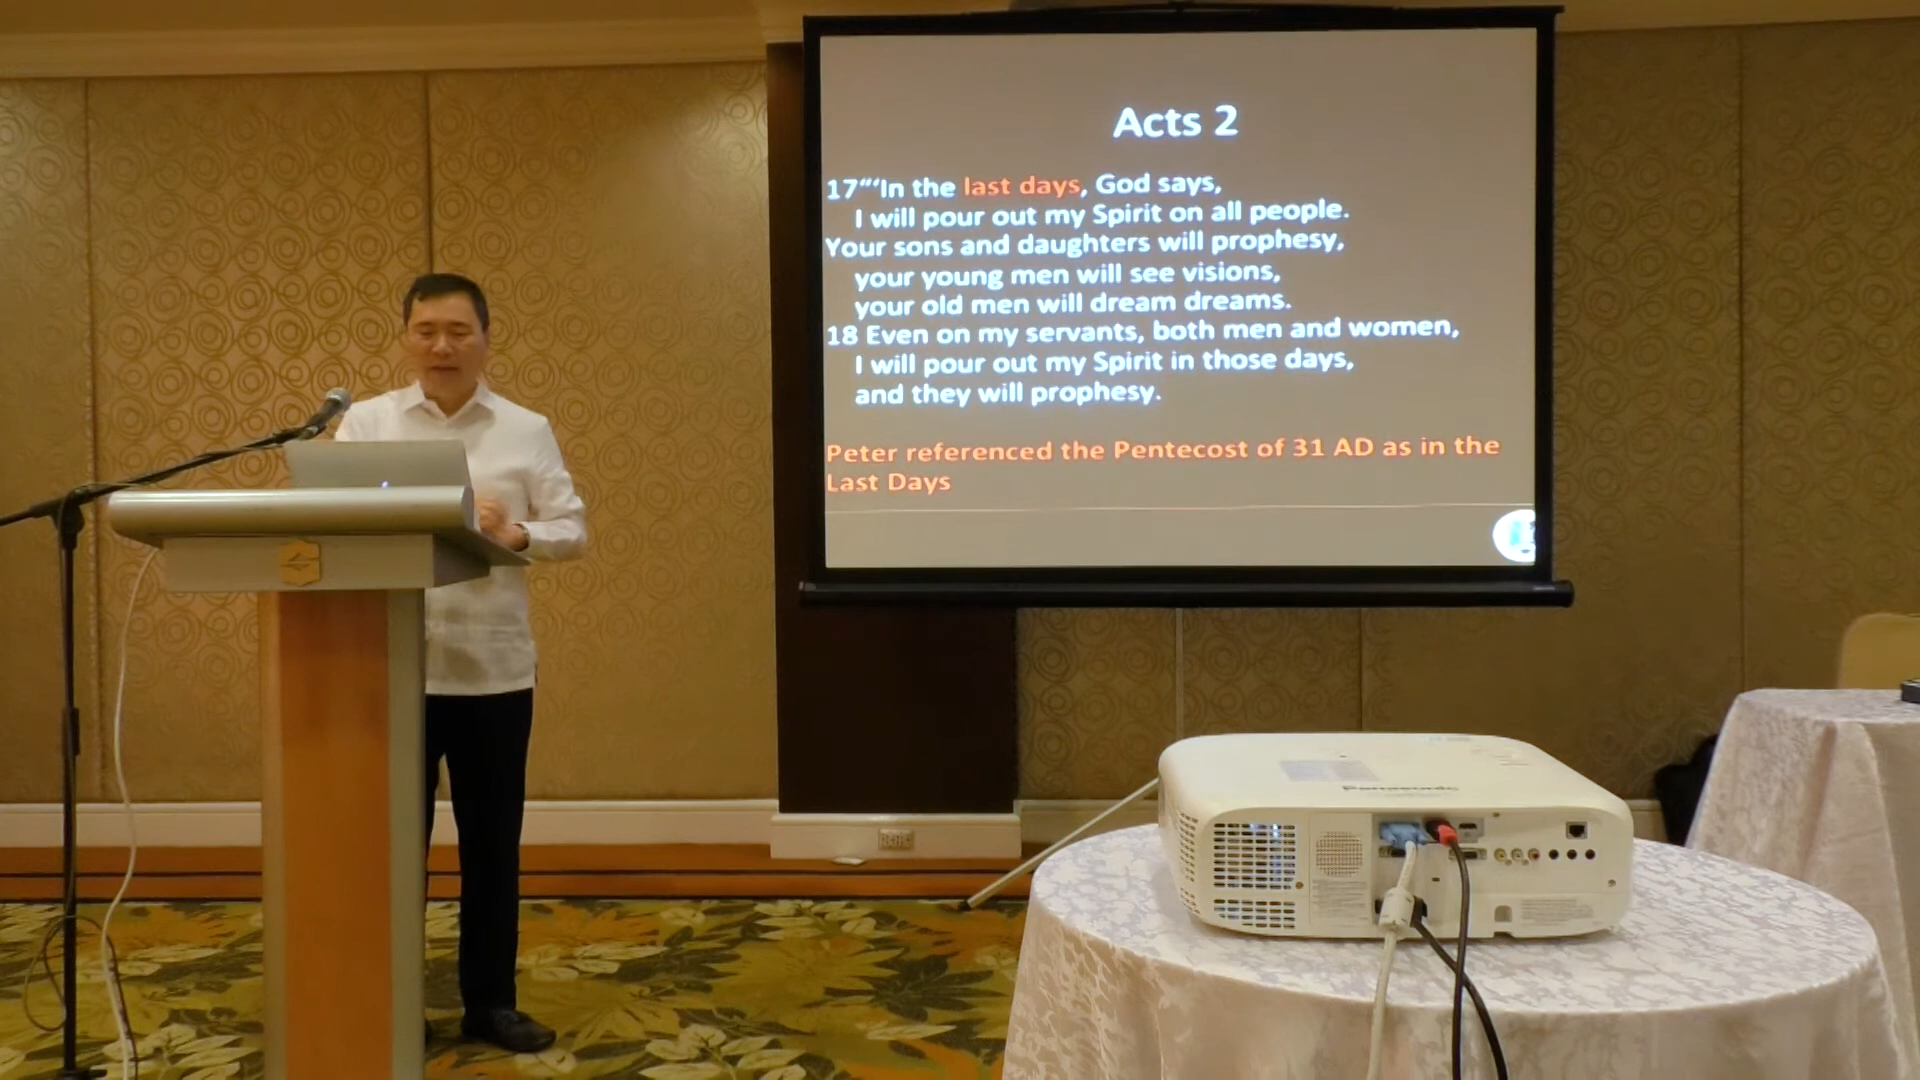 Acts 2
17“‘In the last days, God says,
I will pour out my Spirit on all people.
Your sons and daughters will prophesy,
your young men will see visions,
your old men will dream dreams.
18 Even on my servants, both men and women,
I will pour out my Spirit in those days,
and they will prophesy.
Peter referenced the Pentecost of 31 AD as in the
Last Days
Panasonic